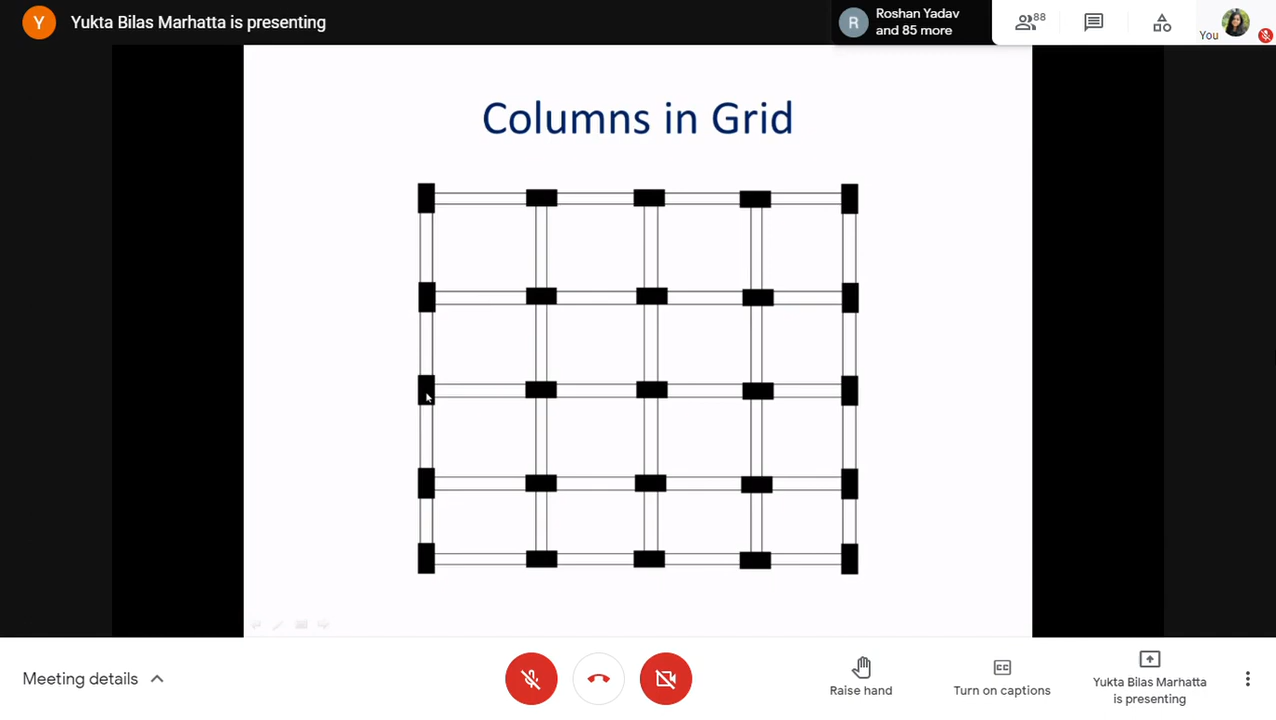 Y
Yukta Bilas Marhatta is presenting
R
Roshan Yadav
and 85 more
88
You
Columns in Grid
Meeting details
Raise hand
CC
Turn on captions
Yukta Bilas Marhatta
is presenting